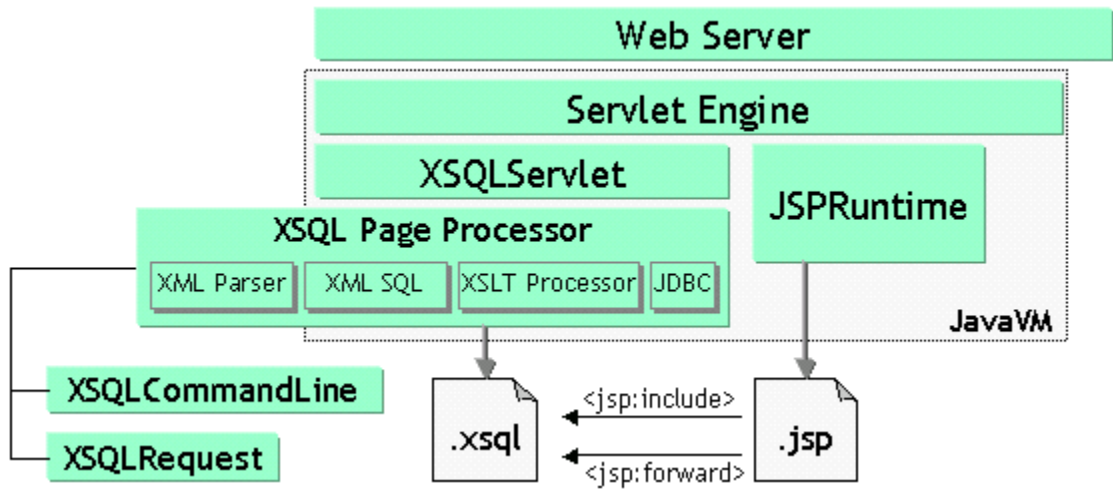 Web Server
Servlet Engine
XSQLServlet
JSPRuntime
XSQL Page Processor
XML Parser
XML SQL
XSLT Processor
JDBC
JavaVM
XSQLCommandLine
XSQLRequest
.xsql
<jsp:include>
<jsp:forward>
.jsp